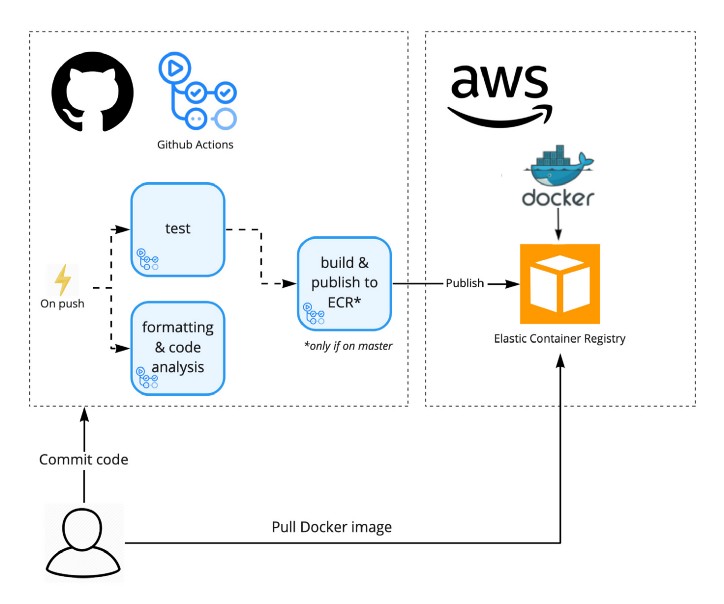 aws
Github Actions
docker
test
On push
formatting
& code
analysis
build &
publish to
ECR*
*only if on master
Publish
Elastic Container Registry
Commit code
Pull Docker image